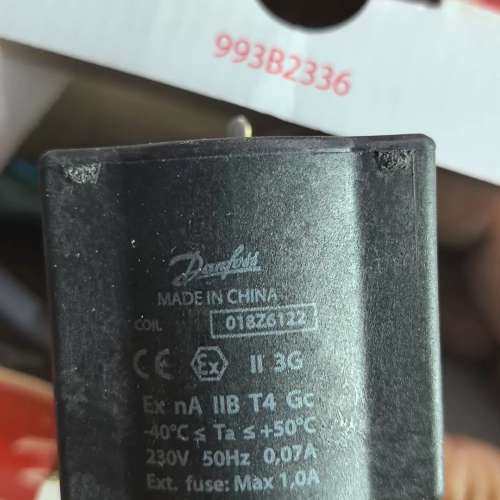 993B2336
Danfoss
MADE IN CHINA
COIL 018Z6122
CE Ex II 3G
Ex nA IIB T4 Gc
-40°C ≤ Ta ≤ +50°C
230V 50Hz 0,07A
Ext. fuse: Max 1,0A